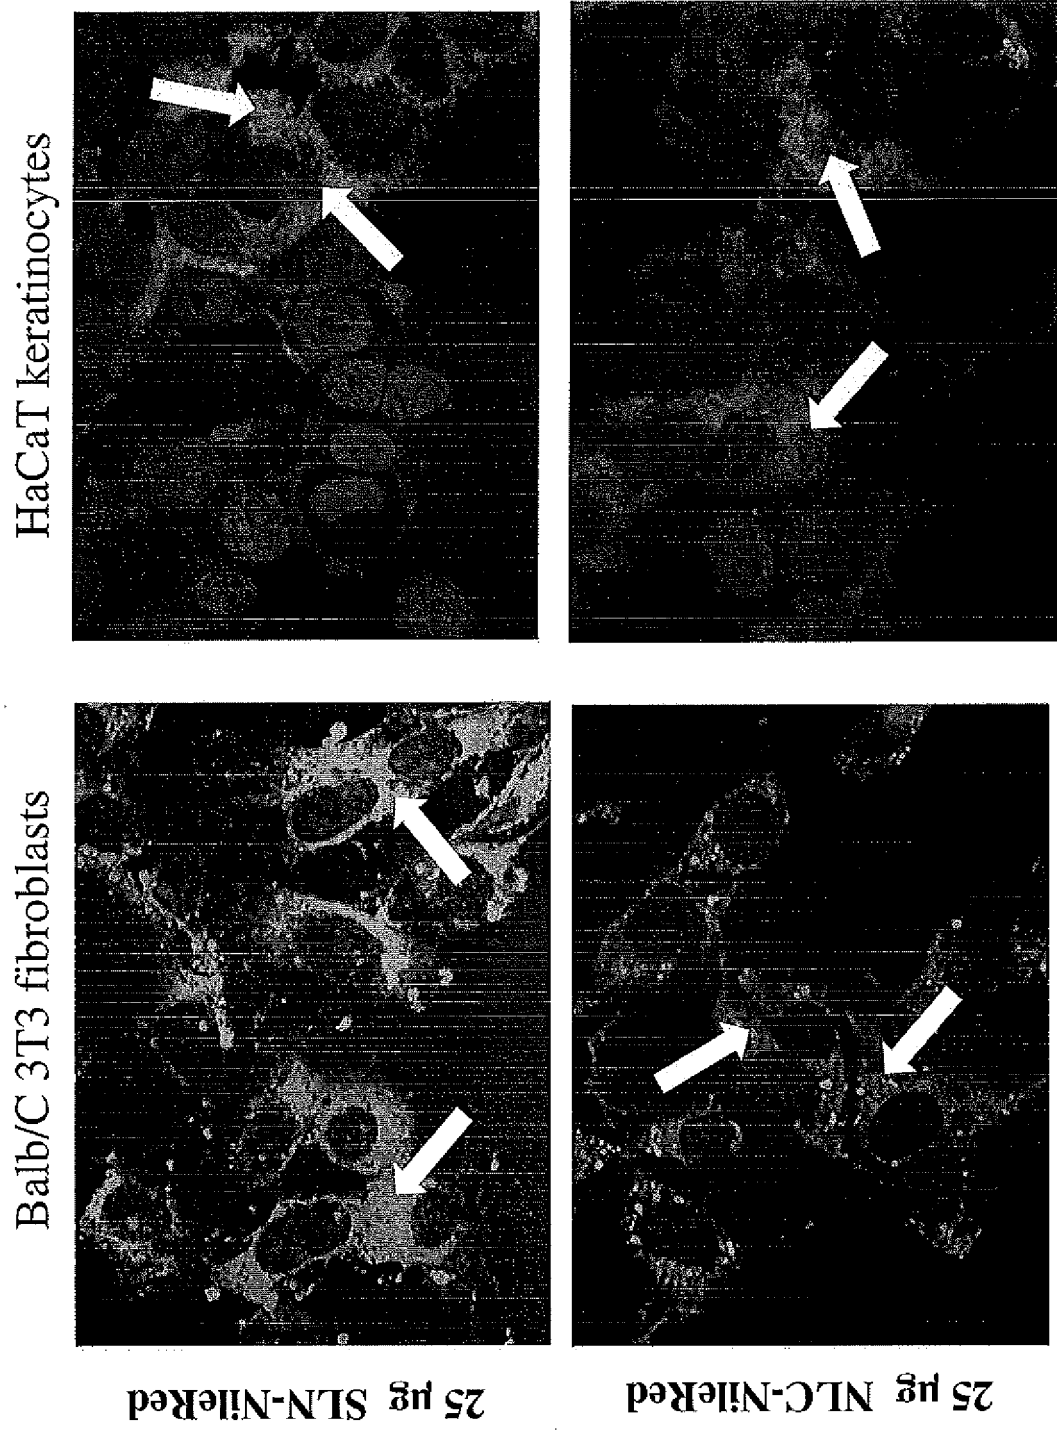 Balb/C 3T3 fibroblasts
HaCaT keratinocytes
25 µg SLN-NileRed
25 µg NLC-NileRed